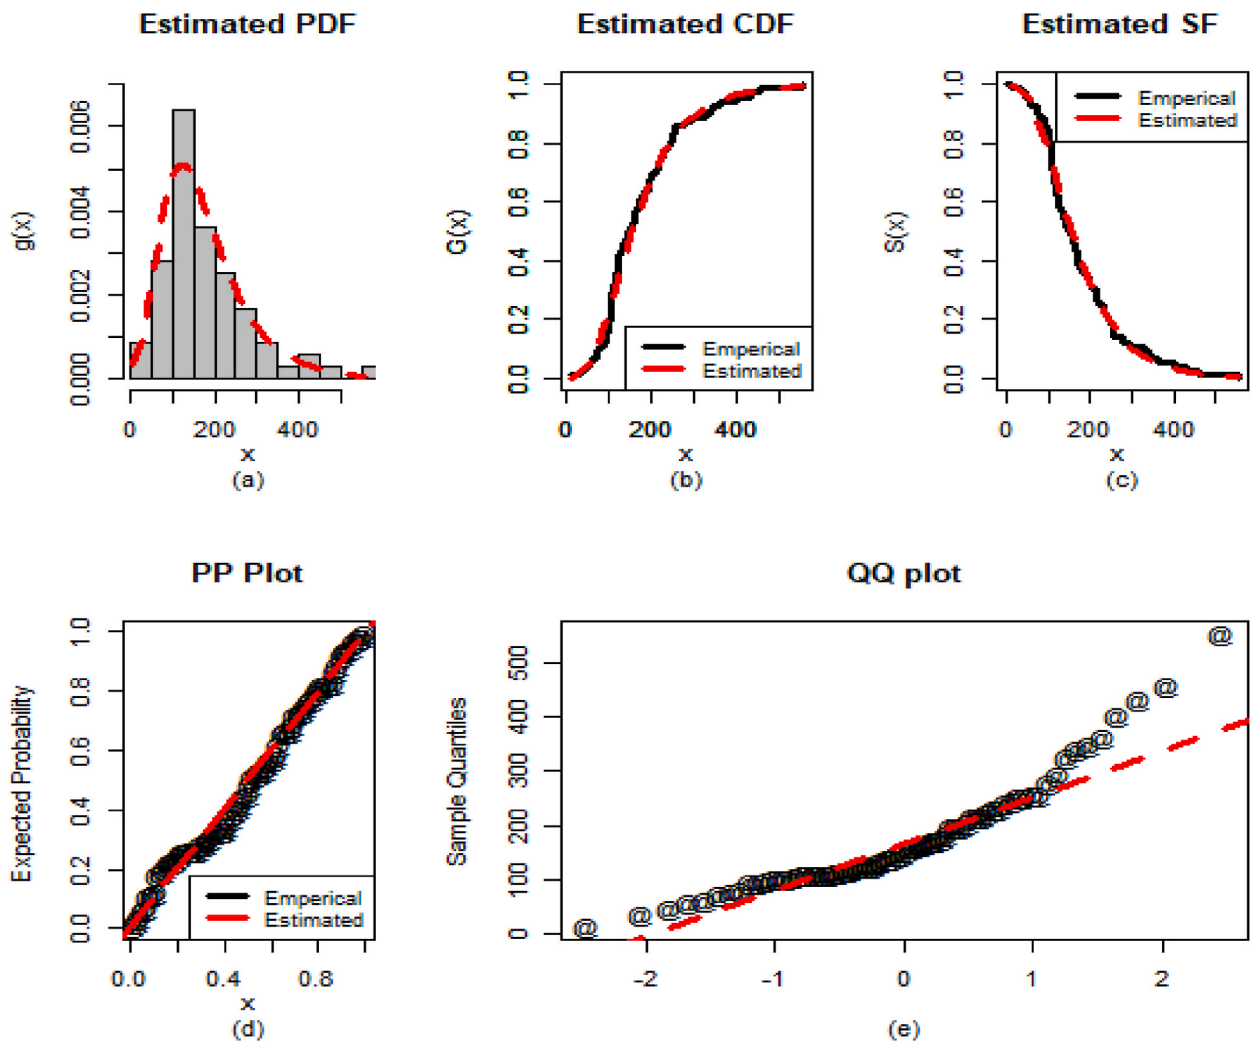 Estimated PDF
g(x)
0.000
0.002
0.004
0.006
0
200
400
x
(a)
Estimated CDF
G(x)
0.0
0.2
0.4
0.6
0.8
1.0
Emperical
Estimated
0
200
400
x
(b)
Estimated SF
S(x)
0.0
0.2
0.4
0.6
0.8
1.0
Emperical
Estimated
0
200
400
x
(c)
PP Plot
Expected Probability
0.0
0.2
0.4
0.6
0.8
1.0
Emperical
Estimated
0.0
0.4
0.8
x
(d)
QQ plot
Sample Quantiles
0
100
200
300
400
500
-2
-1
0
1
2
(e)